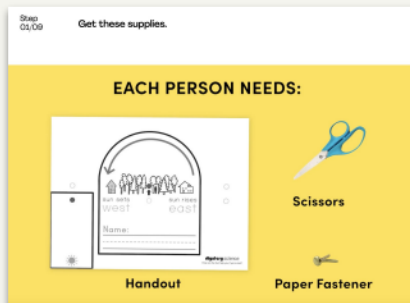 Step
01/09
Get these supplies.
EACH PERSON NEEDS:
sun sets
west
sun rises
east
Name:
Scissors
Handout
Paper Fastener